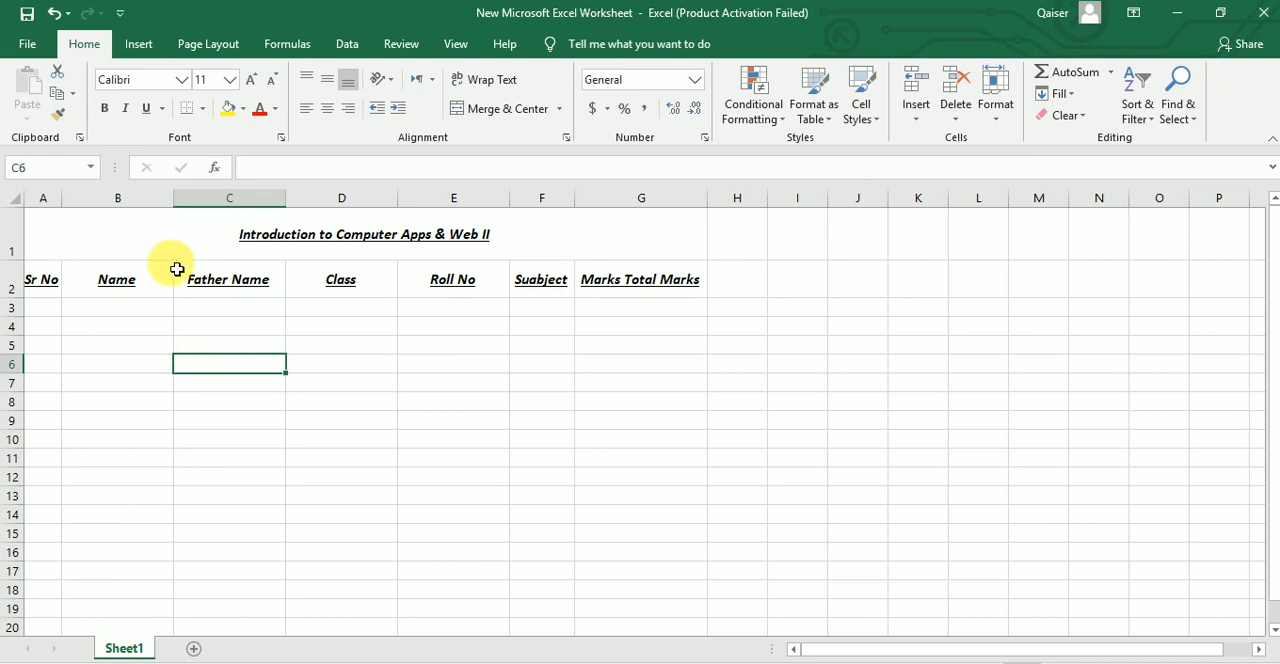 New Microsoft Excel Worksheet - Excel (Product Activation Failed)
Qaiser
File Home Insert Page Layout Formulas Data Review View Help Tell me what you want to do Share
Paste
Clipboard
Calibri 11
B I U A
Font
Wrap Text
Merge & Center
Alignment
General
$ % ,
Number
Conditional Formatting
Format as Table
Cell Styles
Styles
Insert Delete Format
Cells
AutoSum
Fill
Clear
Sort & Filter
Find & Select
Editing
C6 fx
A B C D E F G H I J K L M N O P
1 Introduction to Computer Apps & Web II
2 Sr No Name Father Name Class Roll No Suabject Marks Total Marks
3
4
5
6
7
8
9
10
11
12
13
14
15
16
17
18
19
20
Sheet1